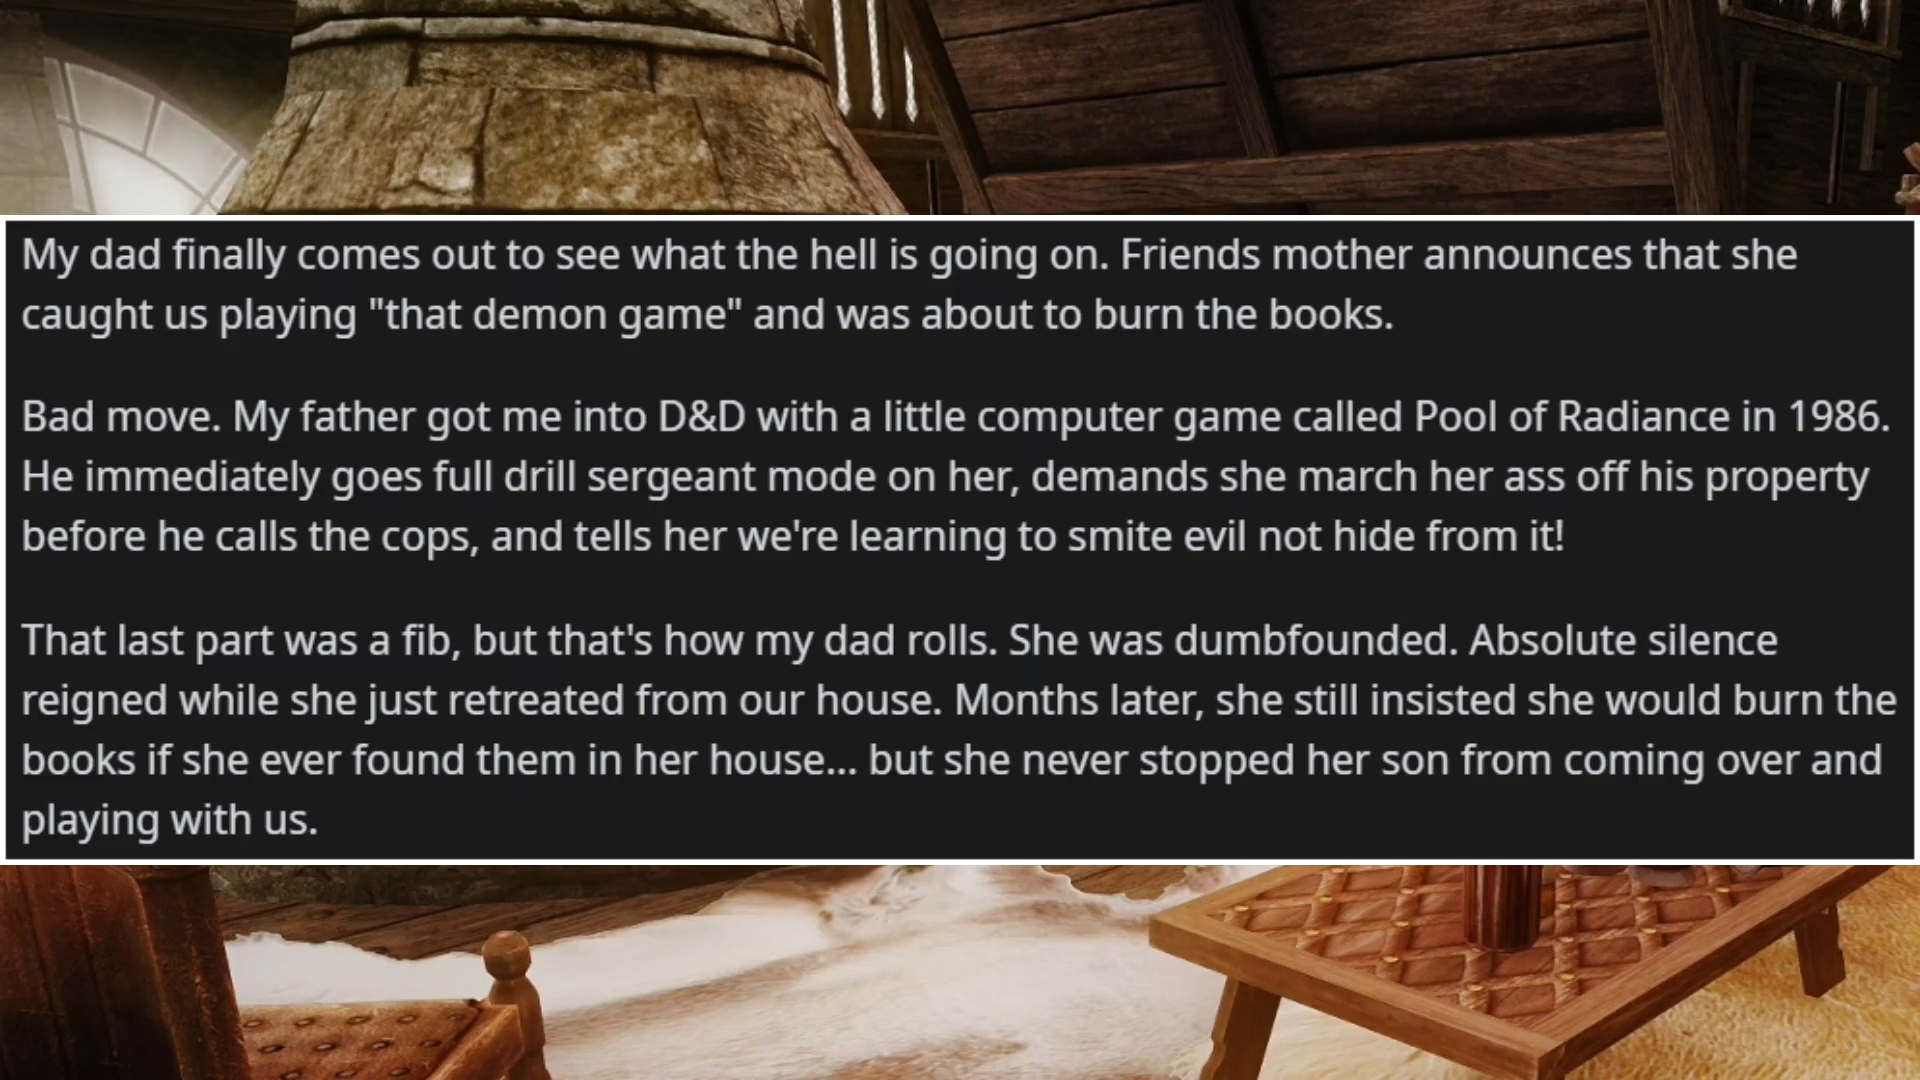 My dad finally comes out to see what the hell is going on. Friends mother announces that she
caught us playing "that demon game" and was about to burn the books.
Bad move. My father got me into D&D with a little computer game called Pool of Radiance in 1986.
He immediately goes full drill sergeant mode on her, demands she march her ass off his property
before he calls the cops, and tells her we're learning to smite evil not hide from it!
That last part was a fib, but that's how my dad rolls. She was dumbfounded. Absolute silence
reigned while she just retreated from our house. Months later, she still insisted she would burn the
books if she ever found them in her house... but she never stopped her son from coming over and
playing with us.